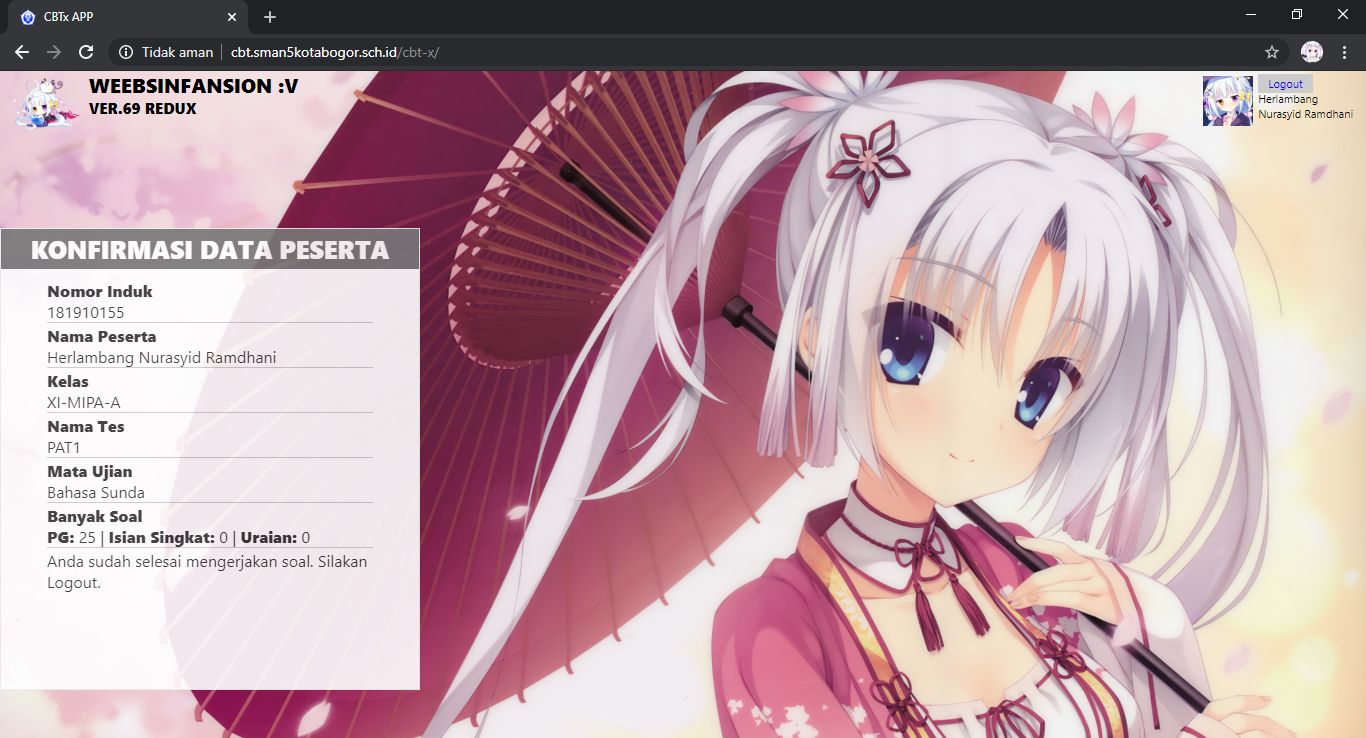 CBTx APP
Tidak aman
cbt.sman5kotabogor.sch.id/cbt-x/
WEEBSINFANSION :V
VER.69 REDUX
Logout
Herlambang
Nurasyid Ramdhani
KONFIRMASI DATA PESERTA
Nomor Induk
181910155
Nama Peserta
Herlambang Nurasyid Ramdhani
Kelas
XI-MIPA-A
Nama Tes
PAT1
Mata Ujian
Bahasa Sunda
Banyak Soal
PG: 25 | Isian Singkat: 0 | Uraian: 0
Anda sudah selesai mengerjakan soal. Silakan
Logout.